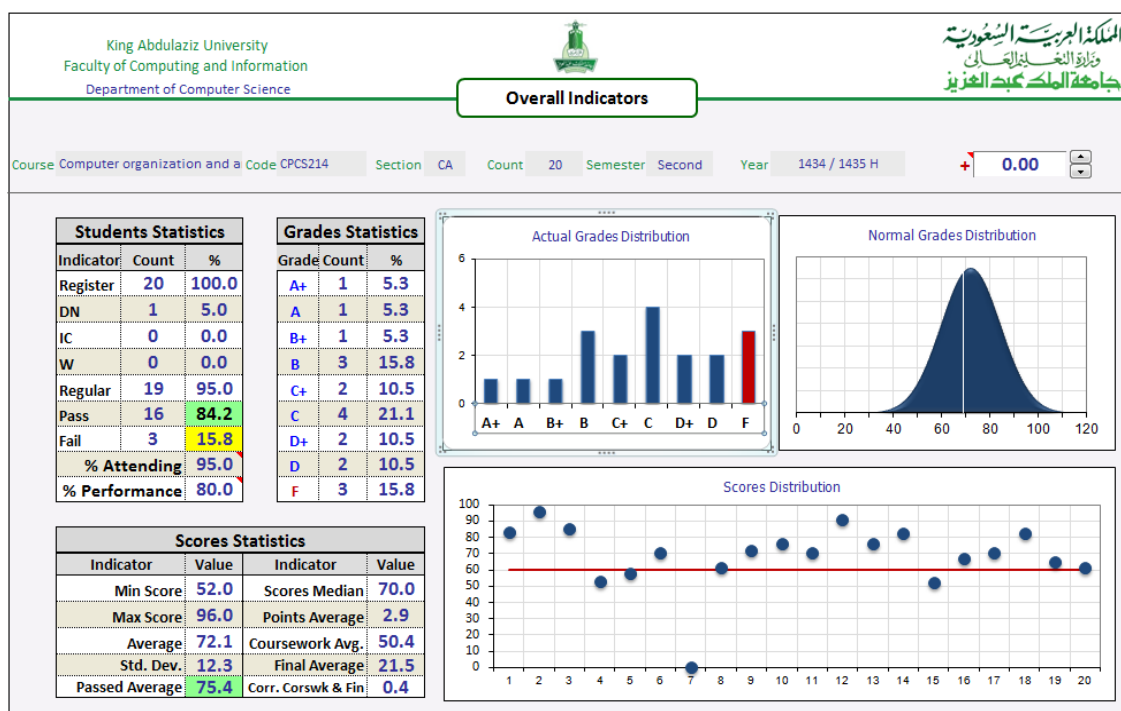 King Abdulaziz University
Faculty of Computing and Information
Department of Computer Science
المملكة العربية السعودية
وزارة التعليم العالي
جامعة الملك عبدالعزيز
Overall Indicators
Course Computer organization and a Code CPCS214 Section CA Count 20 Semester Second Year 1434 / 1435 H + 0.00
Students Statistics
Indicator Count %
Register 20 100.0
DN 1 5.0
IC 0 0.0
W 0 0.0
Regular 19 95.0
Pass 16 84.2
Fail 3 15.8
% Attending 95.0
% Performance 80.0
Grades Statistics
Grade Count %
A+ 1 5.3
A 1 5.3
B+ 1 5.3
B 3 15.8
C+ 2 10.5
C 4 21.1
D+ 2 10.5
D 2 10.5
F 3 15.8
Actual Grades Distribution
6
4
2
0
A+ A B+ B C+ C D+ D F
Normal Grades Distribution
0 20 40 60 80 100 120
Scores Statistics
Indicator Value Indicator Value
Min Score 52.0 Scores Median 70.0
Max Score 96.0 Points Average 2.9
Average 72.1 Coursework Avg. 50.4
Std. Dev. 12.3 Final Average 21.5
Passed Average 75.4 Corr. Corswk & Fin 0.4
Scores Distribution
100
90
80
70
60
50
40
30
20
10
0
1 2 3 4 5 6 7 8 9 10 11 12 13 14 15 16 17 18 19 20